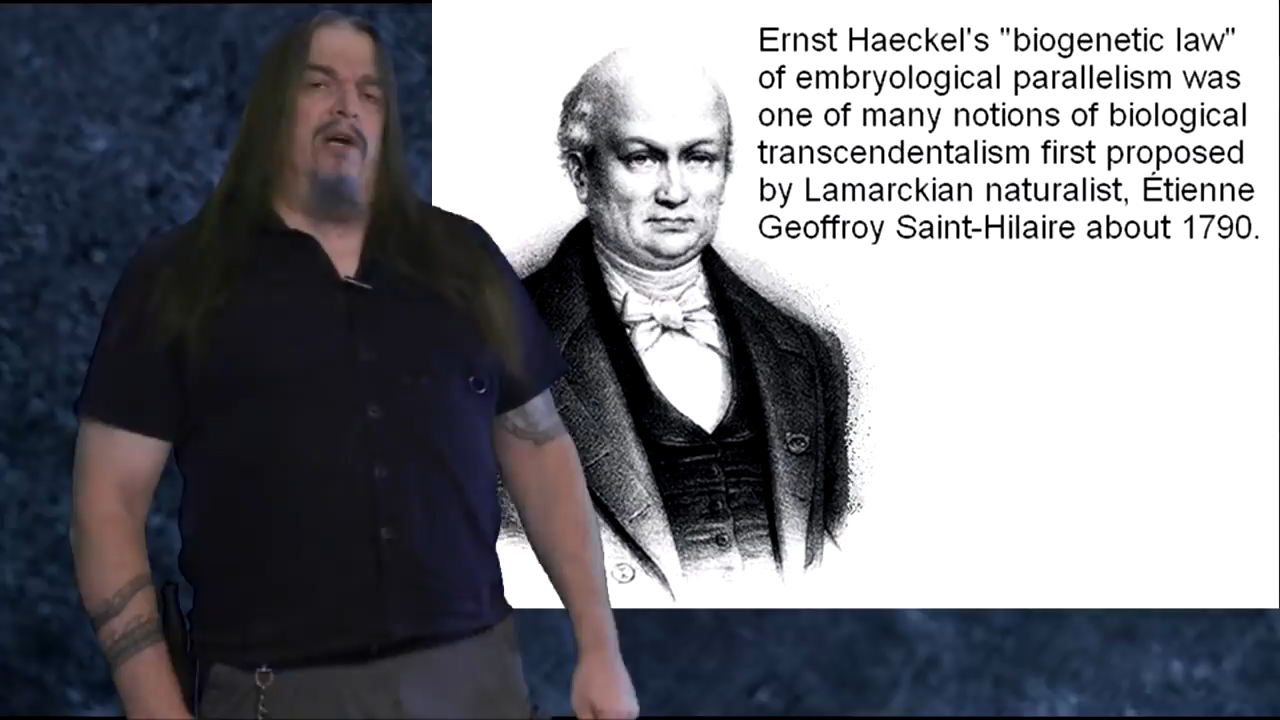 Ernst Haeckel's "biogenetic law"
of embryological parallelism was
one of many notions of biological
transcendentalism first proposed
by Lamarckian naturalist, Étienne
Geoffroy Saint-Hilaire about 1790.